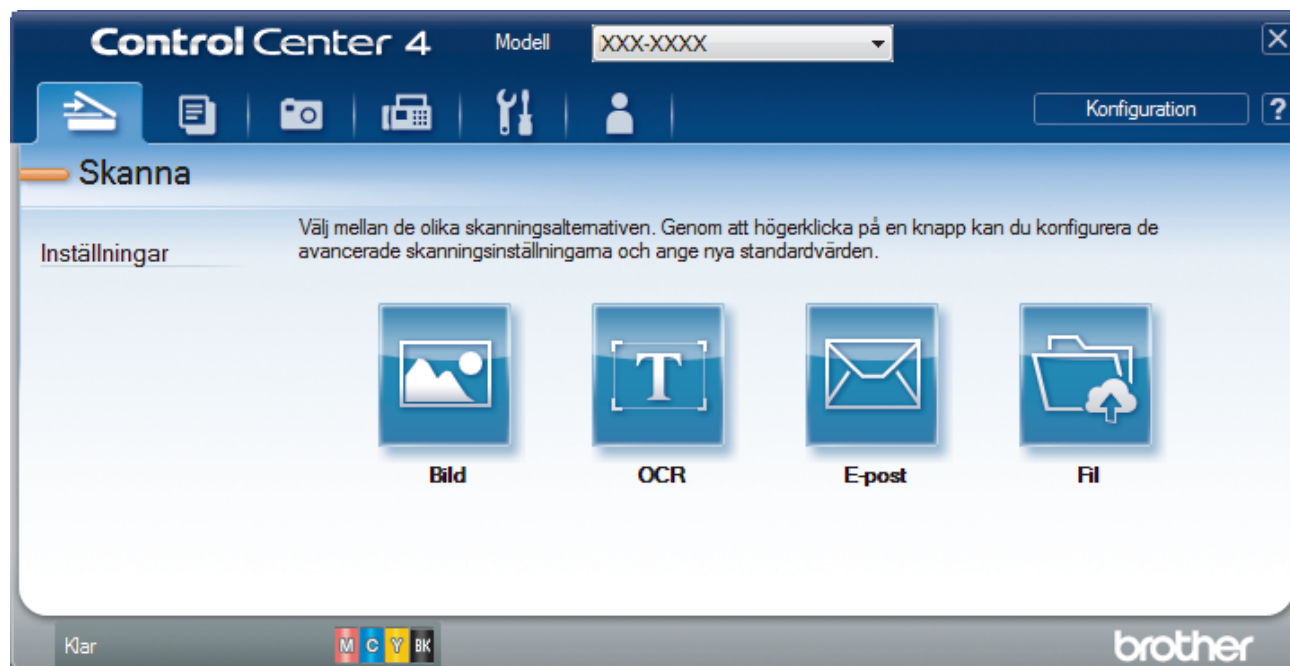 ControlCenter 4 Modell XXX-XXXX X
Konfiguration ?
Skanna
Välj mellan de olika skanningsalternativen. Genom att högerklicka på en knapp kan du konfigurera de
Inställningar avancerade skanningsinställningarna och ange nya standardvärden.
T
Bild OCR E-post Fil
Klar M C Y BK brother